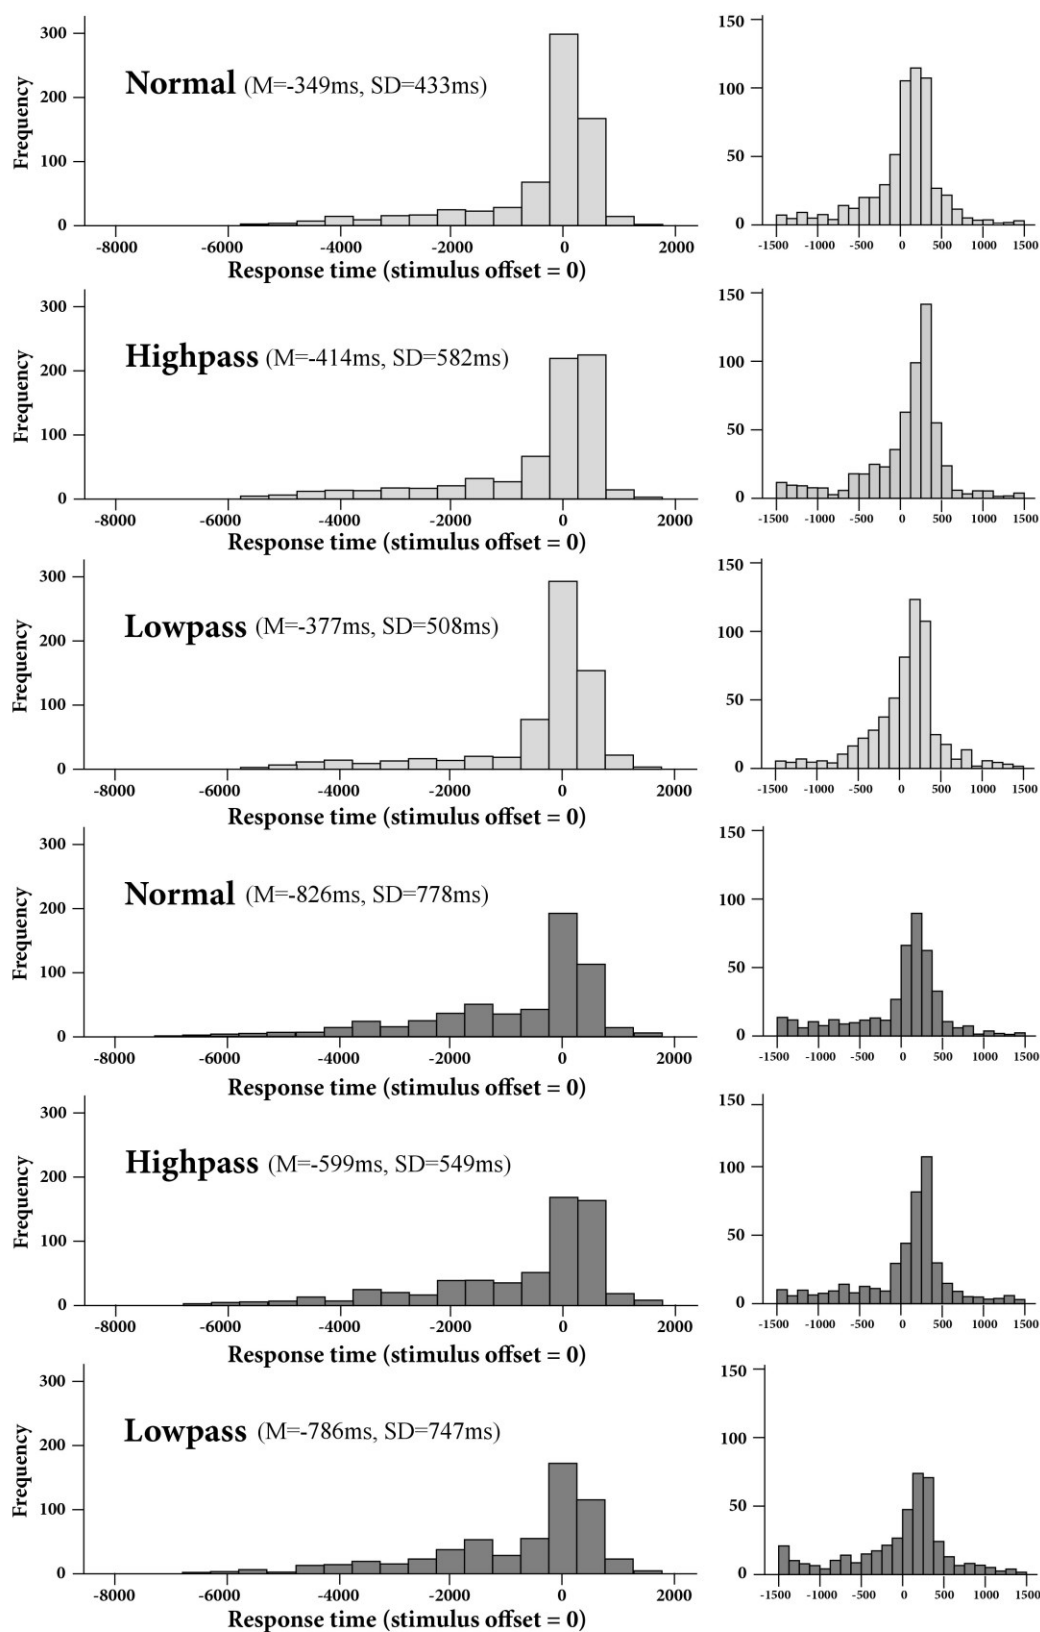 300
200
100
0
Frequency
Normal (M=-349ms, SD=433ms)
-8000 -6000 -4000 -2000 0 2000
Response time (stimulus offset = 0)
150
100
50
0
-1500 -1000 -500 0 500 1000 1500
300
200
100
0
Frequency
Highpass (M=-414ms, SD=582ms)
-8000 -6000 -4000 -2000 0 2000
Response time (stimulus offset = 0)
150
100
50
0
-1500 -1000 -500 0 500 1000 1500
300
200
100
0
Frequency
Lowpass (M=-377ms, SD=508ms)
-8000 -6000 -4000 -2000 0 2000
Response time (stimulus offset = 0)
150
100
50
0
-1500 -1000 -500 0 500 1000 1500
300
200
100
0
Frequency
Normal (M=-826ms, SD=778ms)
-8000 -6000 -4000 -2000 0 2000
Response time (stimulus offset = 0)
150
100
50
0
-1500 -1000 -500 0 500 1000 1500
300
200
100
0
Frequency
Highpass (M=-599ms, SD=549ms)
-8000 -6000 -4000 -2000 0 2000
Response time (stimulus offset = 0)
150
100
50
0
-1500 -1000 -500 0 500 1000 1500
300
200
100
0
Frequency
Lowpass (M=-786ms, SD=747ms)
-8000 -6000 -4000 -2000 0 2000
Response time (stimulus offset = 0)
150
100
50
0
-1500 -1000 -500 0 500 1000 1500